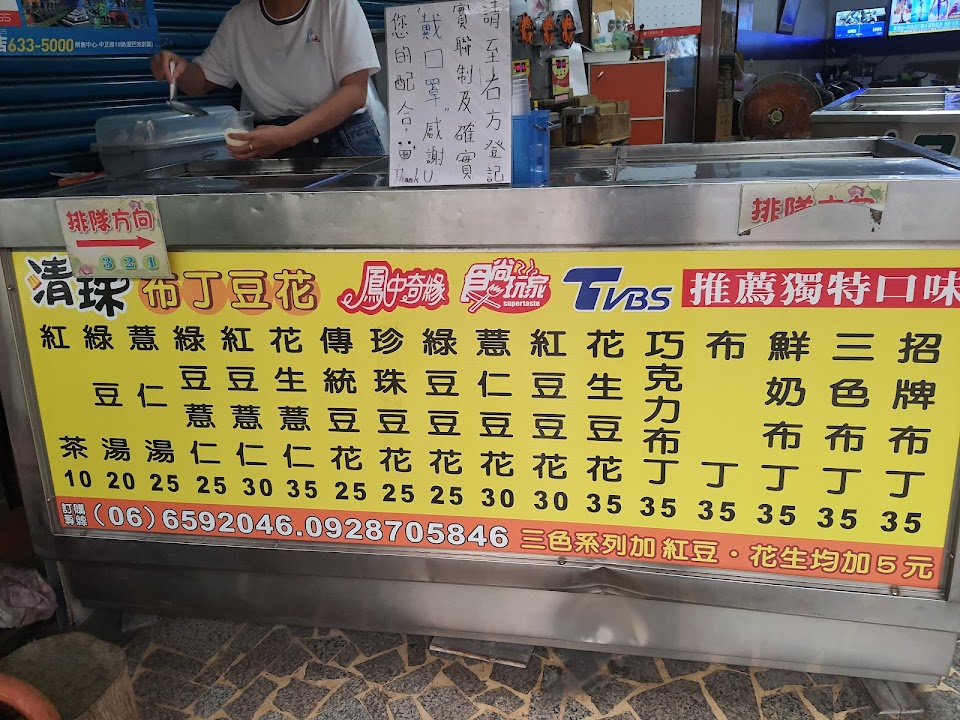 633-5000
請至右方登記
實聯制及確實
"戴口罩"感謝
您的配合
Thank U.
排隊方向
321
排隊方向
清珠 布丁豆花
鳳中奇緣
食尚玩家
supertaste
TVBS
推薦獨特口味
紅茶 10
綠豆湯 20
薏仁湯 25
綠豆薏仁 25
紅豆薏仁 30
花生薏仁 35
傳統豆花 25
珍珠豆花 25
綠豆豆花 25
薏仁豆花 30
紅豆豆花 30
花生豆花 35
巧克力布丁 35
布丁 35
鮮奶布丁 35
三色布丁 35
招牌布丁 35
訂購專線 (06)6592046.0928705846 三色系列加紅豆・花生均加5元